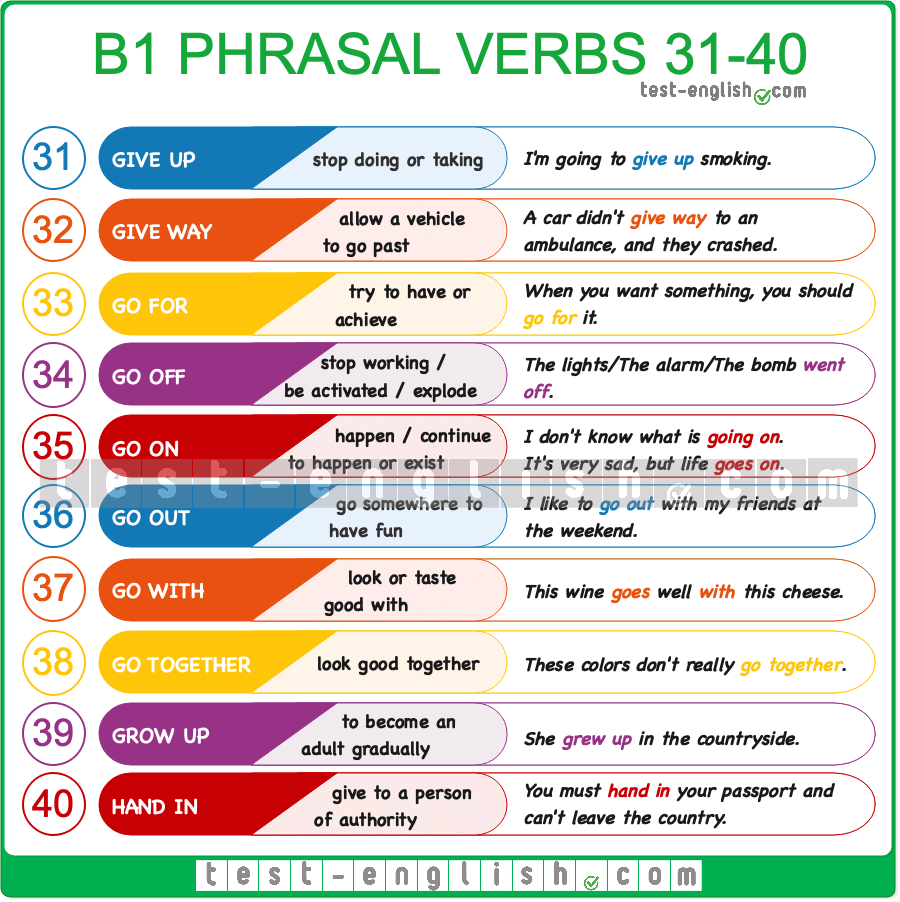 B1 PHRASAL VERBS 31-40
test-english.com
31
GIVE UP
stop doing or taking
I'm going to give up smoking.
32
GIVE WAY
allow a vehicle
to go past
A car didn't give way to an
ambulance, and they crashed.
33
GO FOR
try to have or
achieve
When you want something, you should
go for it.
34
GO OFF
stop working /
be activated / explode
The lights/The alarm/The bomb went
off.
35
GO ON
happen / continue
to happen or exist
I don't know what is going on.
It's very sad, but life goes on.
test-english.com
36
GO OUT
go somewhere to
have fun
I like to go out with my friends at
the weekend.
37
GO WITH
look or taste
good with
This wine goes well with this cheese.
38
GO TOGETHER
look good together
These colors don't really go together.
39
GROW UP
to become an
adult gradually
She grew up in the countryside.
40
HAND IN
give to a person
of authority
You must hand in your passport and
can't leave the country.
test-english.com